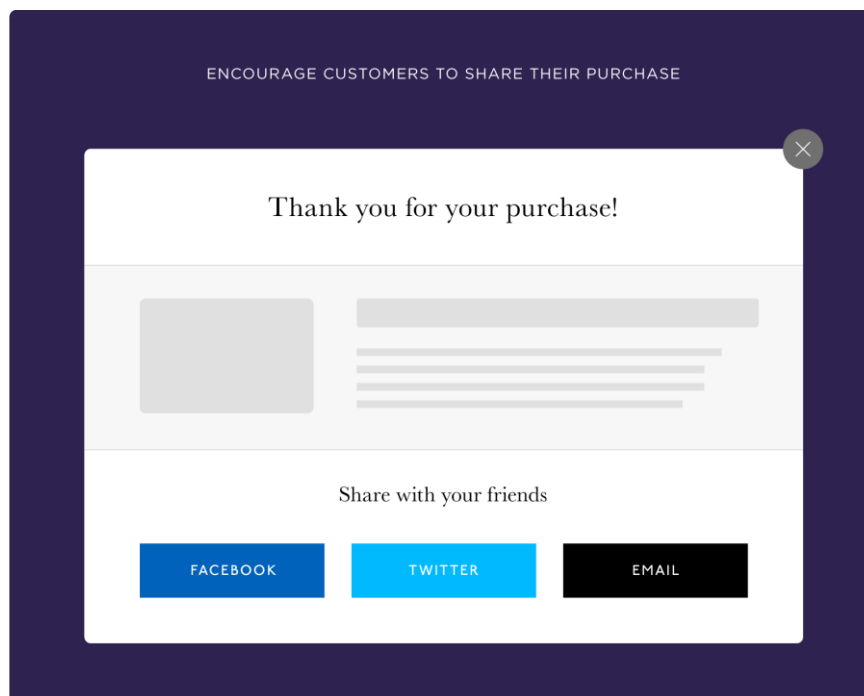 ENCOURAGE CUSTOMERS TO SHARE THEIR PURCHASE
Thank you for your purchase!
Share with your friends
FACEBOOK
TWITTER
EMAIL